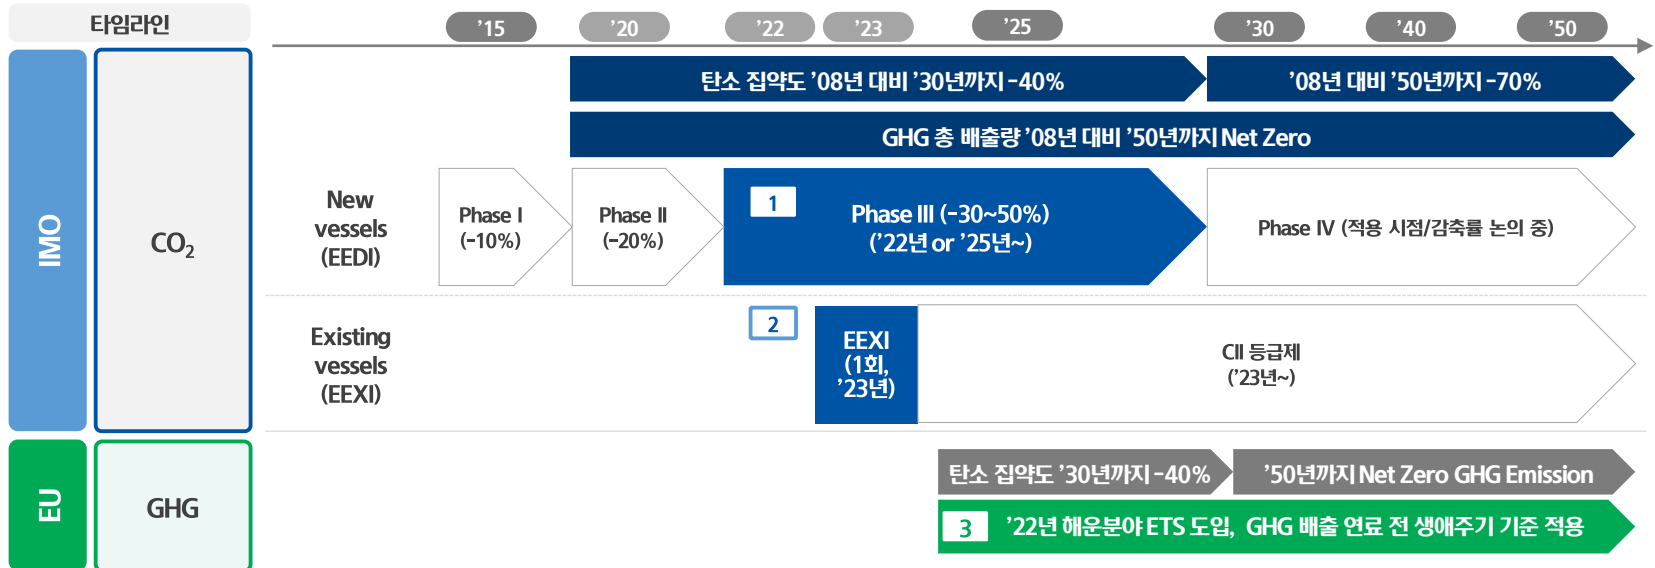 타임라인
’15
’20
’22
’23
’25
’30
’40
’50
IMO
CO₂
탄소 집약도 ’08년 대비 ’30년까지 -40%
’08년 대비 ’50년까지 -70%
GHG 총 배출량 ’08년 대비 ’50년까지 Net Zero
New
vessels
(EEDI)
Phase I
(-10%)
Phase II
(-20%)
1
Phase III (-30~50%)
(’22년 or ’25년~)
Phase IV (적용 시점/감축률 논의 중)
Existing
vessels
(EEXI)
2
EEXI
(1회,
’23년)
CII 등급제
(’23년~)
EU
GHG
탄소 집약도 ’30년까지 -40%
’50년까지 Net Zero GHG Emission
3
’22년 해운분야 ETS 도입, GHG 배출 연료 전 생애주기 기준 적용